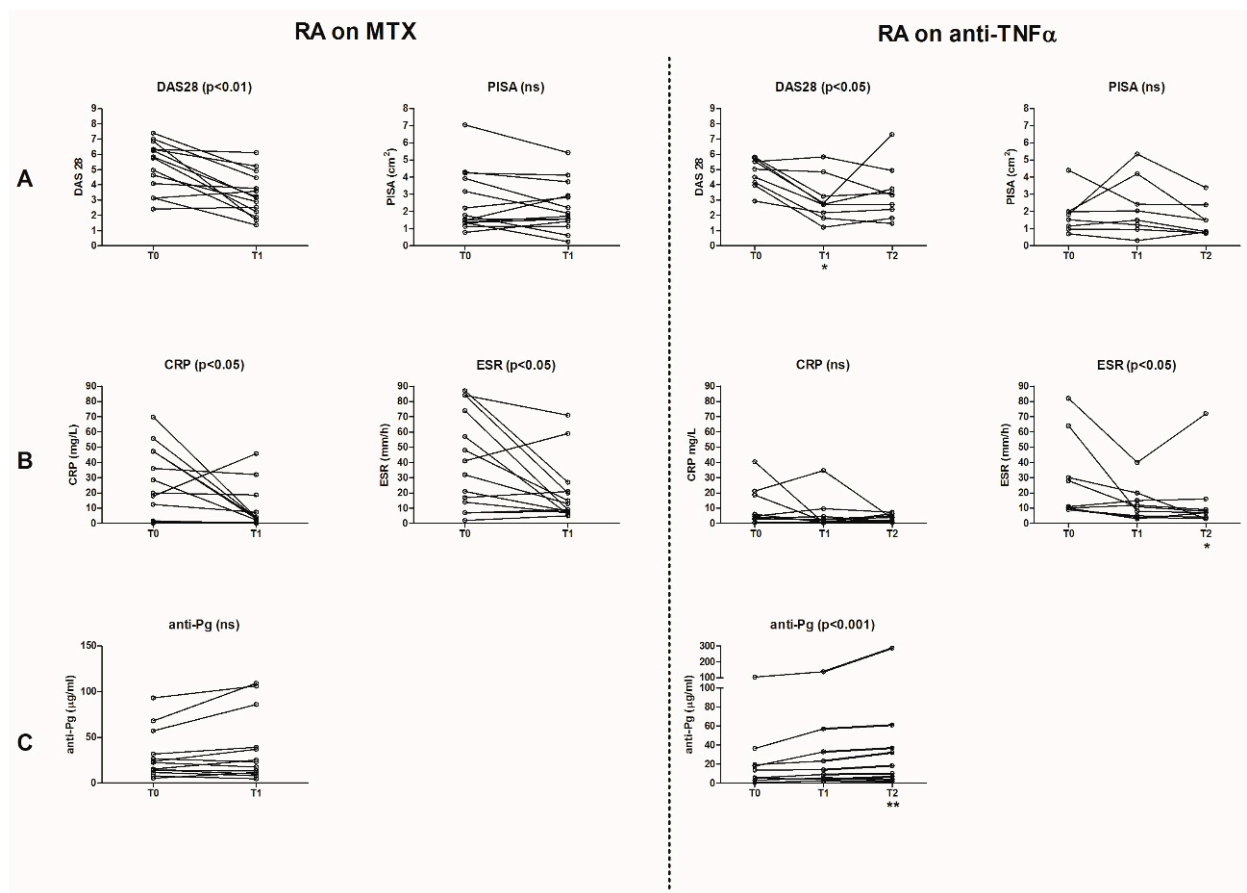 RA on MTX
RA on anti-TNFα
A
DAS28 (p<0.01)
DAS 28
9
8
7
6
5
4
3
2
1
0
T0 T1
PISA (ns)
PISA (cm²)
8
7
6
5
4
3
2
1
0
T0 T1
DAS28 (p<0.05)
DAS 28
9
8
7
6
5
4
3
2
1
0
T0 T1 T2
*
PISA (ns)
PISA (cm²)
8
7
6
5
4
3
2
1
0
T0 T1 T2
B
CRP (p<0.05)
CRP (mg/L)
90
80
70
60
50
40
30
20
10
0
T0 T1
ESR (p<0.05)
ESR (mm/h)
90
80
70
60
50
40
30
20
10
0
T0 T1
CRP (ns)
CRP mg/L
90
80
70
60
50
40
30
20
10
0
T0 T1 T2
ESR (p<0.05)
ESR (mm/h)
90
80
70
60
50
40
30
20
10
0
T0 T1 T2
*
C
anti-Pg (ns)
anti-Pg (µg/ml)
150
100
50
0
T0 T1
anti-Pg (p<0.001)
anti-Pg (µg/ml)
300
200
100
100
80
60
40
20
0
T0 T1 T2
**